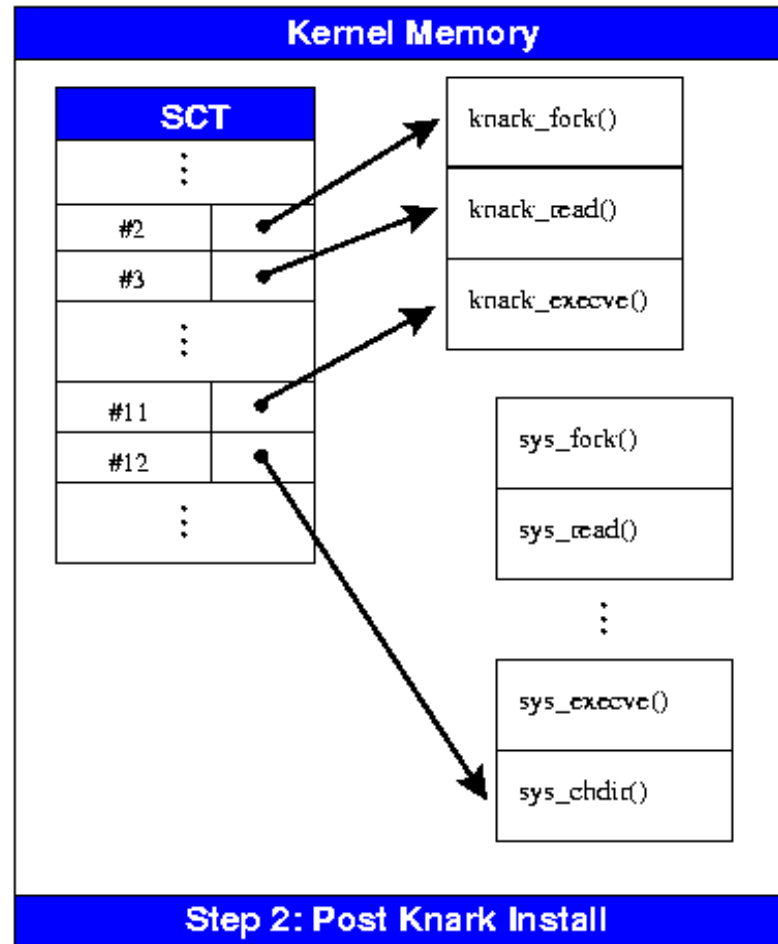 Kernel Memory
SCT
⋮
#2
#3
⋮
#11
#12
⋮
knark_fork()
knark_read()
knark_execve()
sys_fork()
sys_read()
⋮
sys_execve()
sys_chdir()
Step 2: Post Knark Install